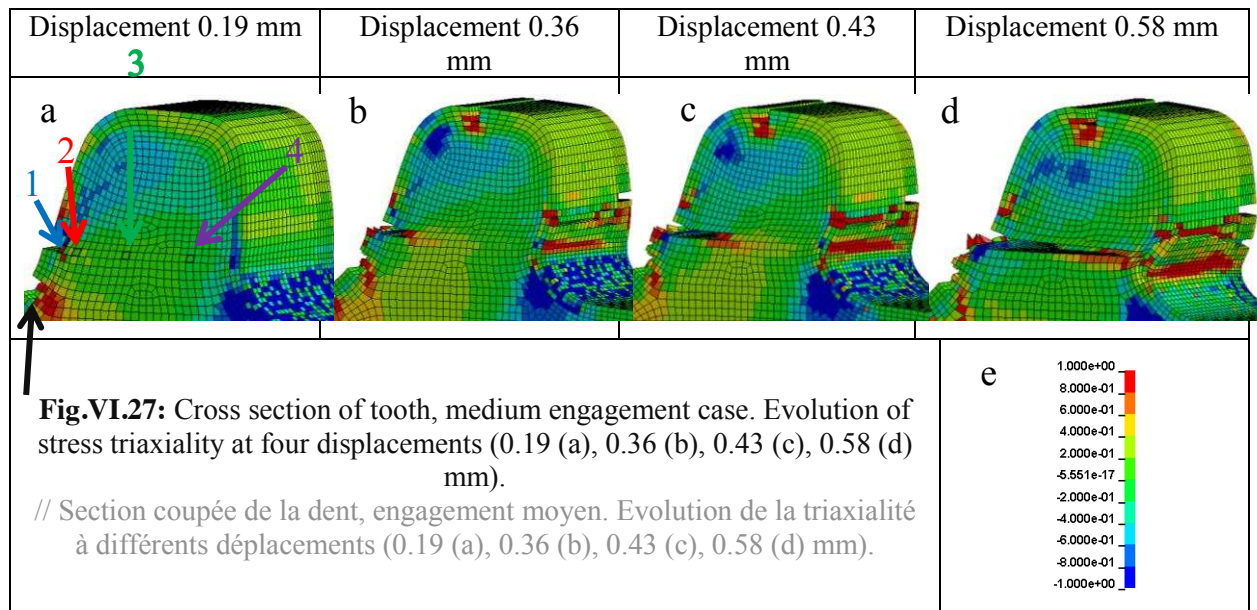 Displacement 0.19 mm
3
Displacement 0.36
mm
Displacement 0.43
mm
Displacement 0.58 mm
a
1
2
4
b
c
d
Fig.VI.27: Cross section of tooth, medium engagement case. Evolution of
stress triaxiality at four displacements (0.19 (a), 0.36 (b), 0.43 (c), 0.58 (d)
mm).
// Section coupée de la dent, engagement moyen. Evolution de la triaxialité
à différents déplacements (0.19 (a), 0.36 (b), 0.43 (c), 0.58 (d) mm).
e
1.000e+00
8.000e-01
6.000e-01
4.000e-01
2.000e-01
-5.551e-17
-2.000e-01
-4.000e-01
-6.000e-01
-8.000e-01
-1.000e+00